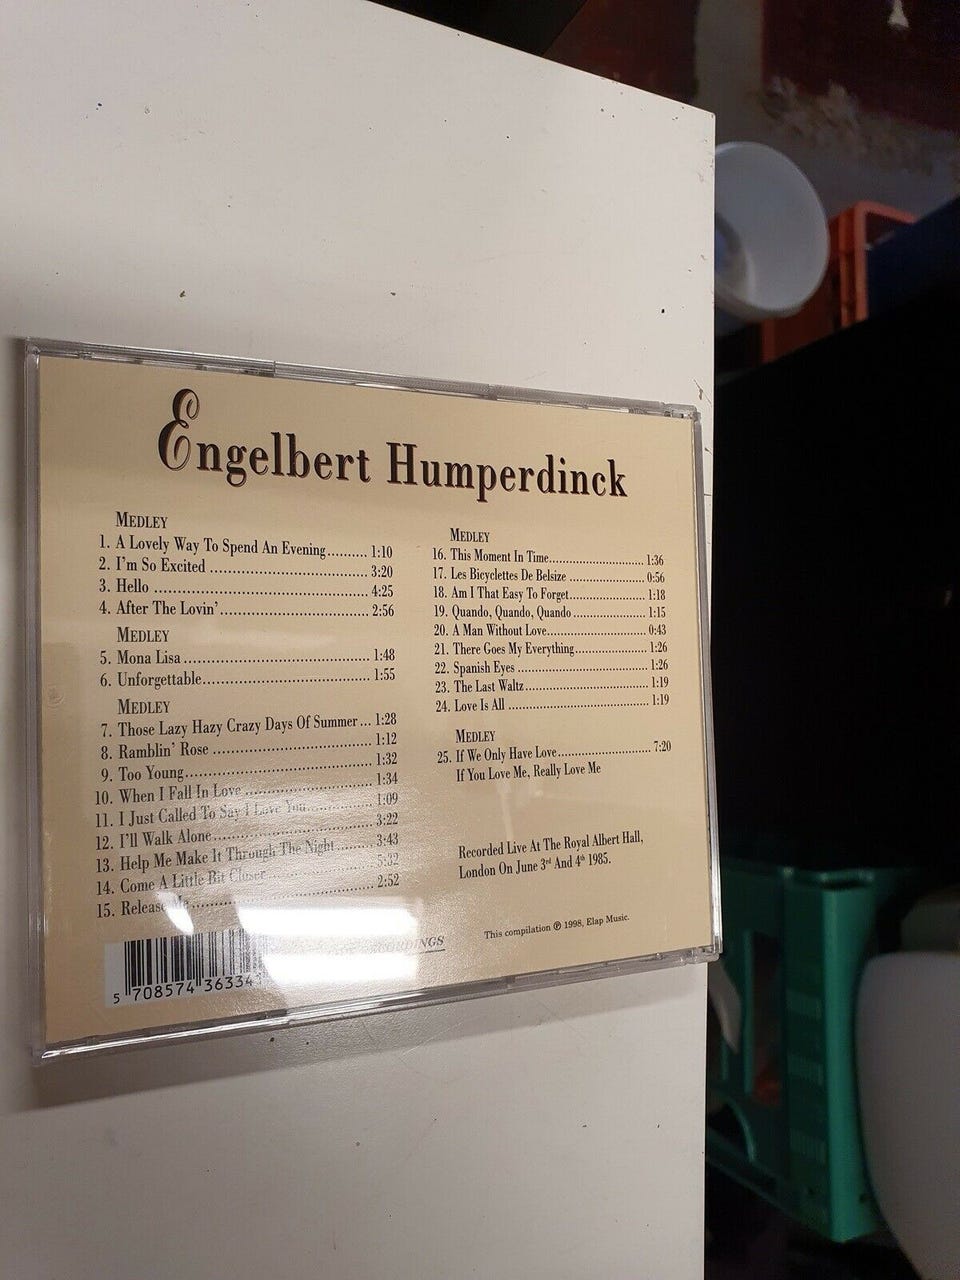 Engelbert Humperdinck
MEDLEY
1. A Lovely Way To Spend An Evening.......... 1:10
2. I'm So Excited .................................... 3:20
3. Hello .................................................. 4:25
4. After The Lovin' .................................. 2:56
MEDLEY
5. Mona Lisa ........................................... 1:48
6. Unforgettable....................................... 1:55
MEDLEY
7. Those Lazy Hazy Crazy Days Of Summer ... 1:28
8. Ramblin' Rose .................................... 1:12
9. Too Young.......................................... 1:32
10. When I Fall In Love ............................ 1:34
11. I Just Called To Say I Love You............... 1:09
12. I'll Walk Alone.................................... 3:22
13. Help Me Make It Through The Night......... 3:43
14. Come A Little Bit Closer....................... 5:32
15. Release Me ........................................ 2:52
MEDLEY
16. This Moment In Time........................... 1:36
17. Les Bicyclettes De Belsize .................... 0:56
18. Am I That Easy To Forget..................... 1:18
19. Quando, Quando, Quando .................... 1:15
20. A Man Without Love........................... 0:43
21. There Goes My Everything................... 1:26
22. Spanish Eyes .................................... 1:26
23. The Last Waltz.................................. 1:19
24. Love Is All ....................................... 1:19
MEDLEY
25. If We Only Have Love........................... 7:20
If You Love Me, Really Love Me
Recorded Live At The Royal Albert Hall,
London On June 3rd And 4th 1985.
This compilation ℗ 1998, Elap Music.
5 708574 36334